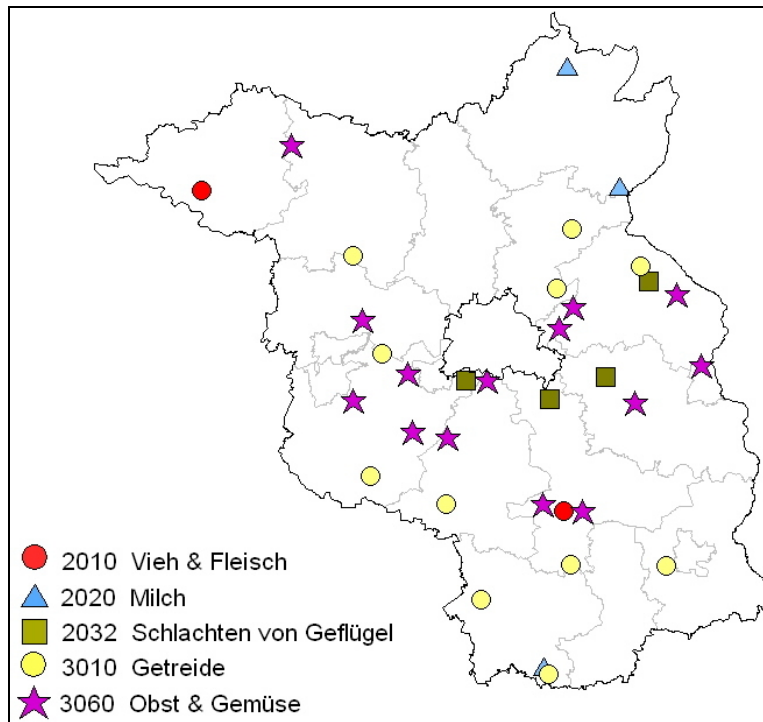 2010 Vieh & Fleisch
2020 Milch
2032 Schlachten von Geflügel
3010 Getreide
3060 Obst & Gemüse